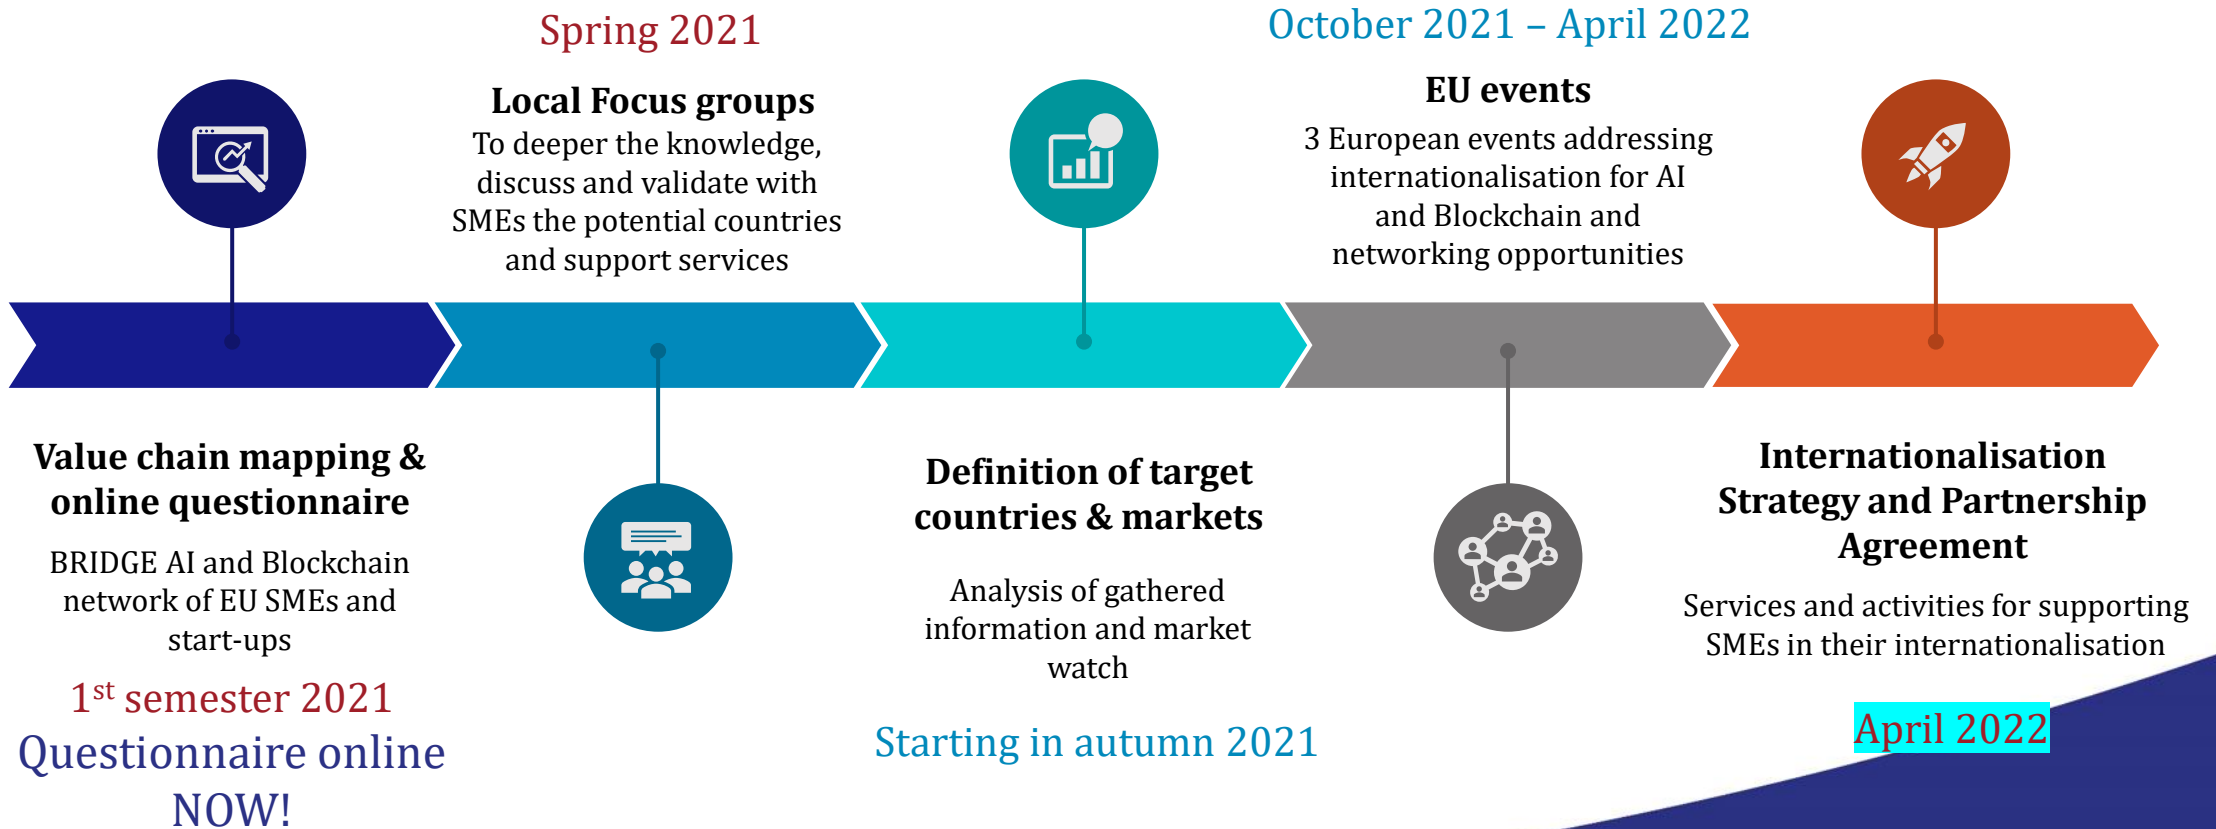 Spring 2021
Local Focus groups
To deeper the knowledge,
discuss and validate with
SMEs the potential countries
and support services
October 2021 – April 2022
EU events
3 European events addressing
internationalisation for AI
and Blockchain and
networking opportunities
Value chain mapping &
online questionnaire
BRIDGE AI and Blockchain
network of EU SMEs and
start-ups
1st semester 2021
Questionnaire online
NOW!
Definition of target
countries & markets
Analysis of gathered
information and market
watch
Starting in autumn 2021
Internationalisation
Strategy and Partnership
Agreement
Services and activities for supporting
SMEs in their internationalisation
April 2022